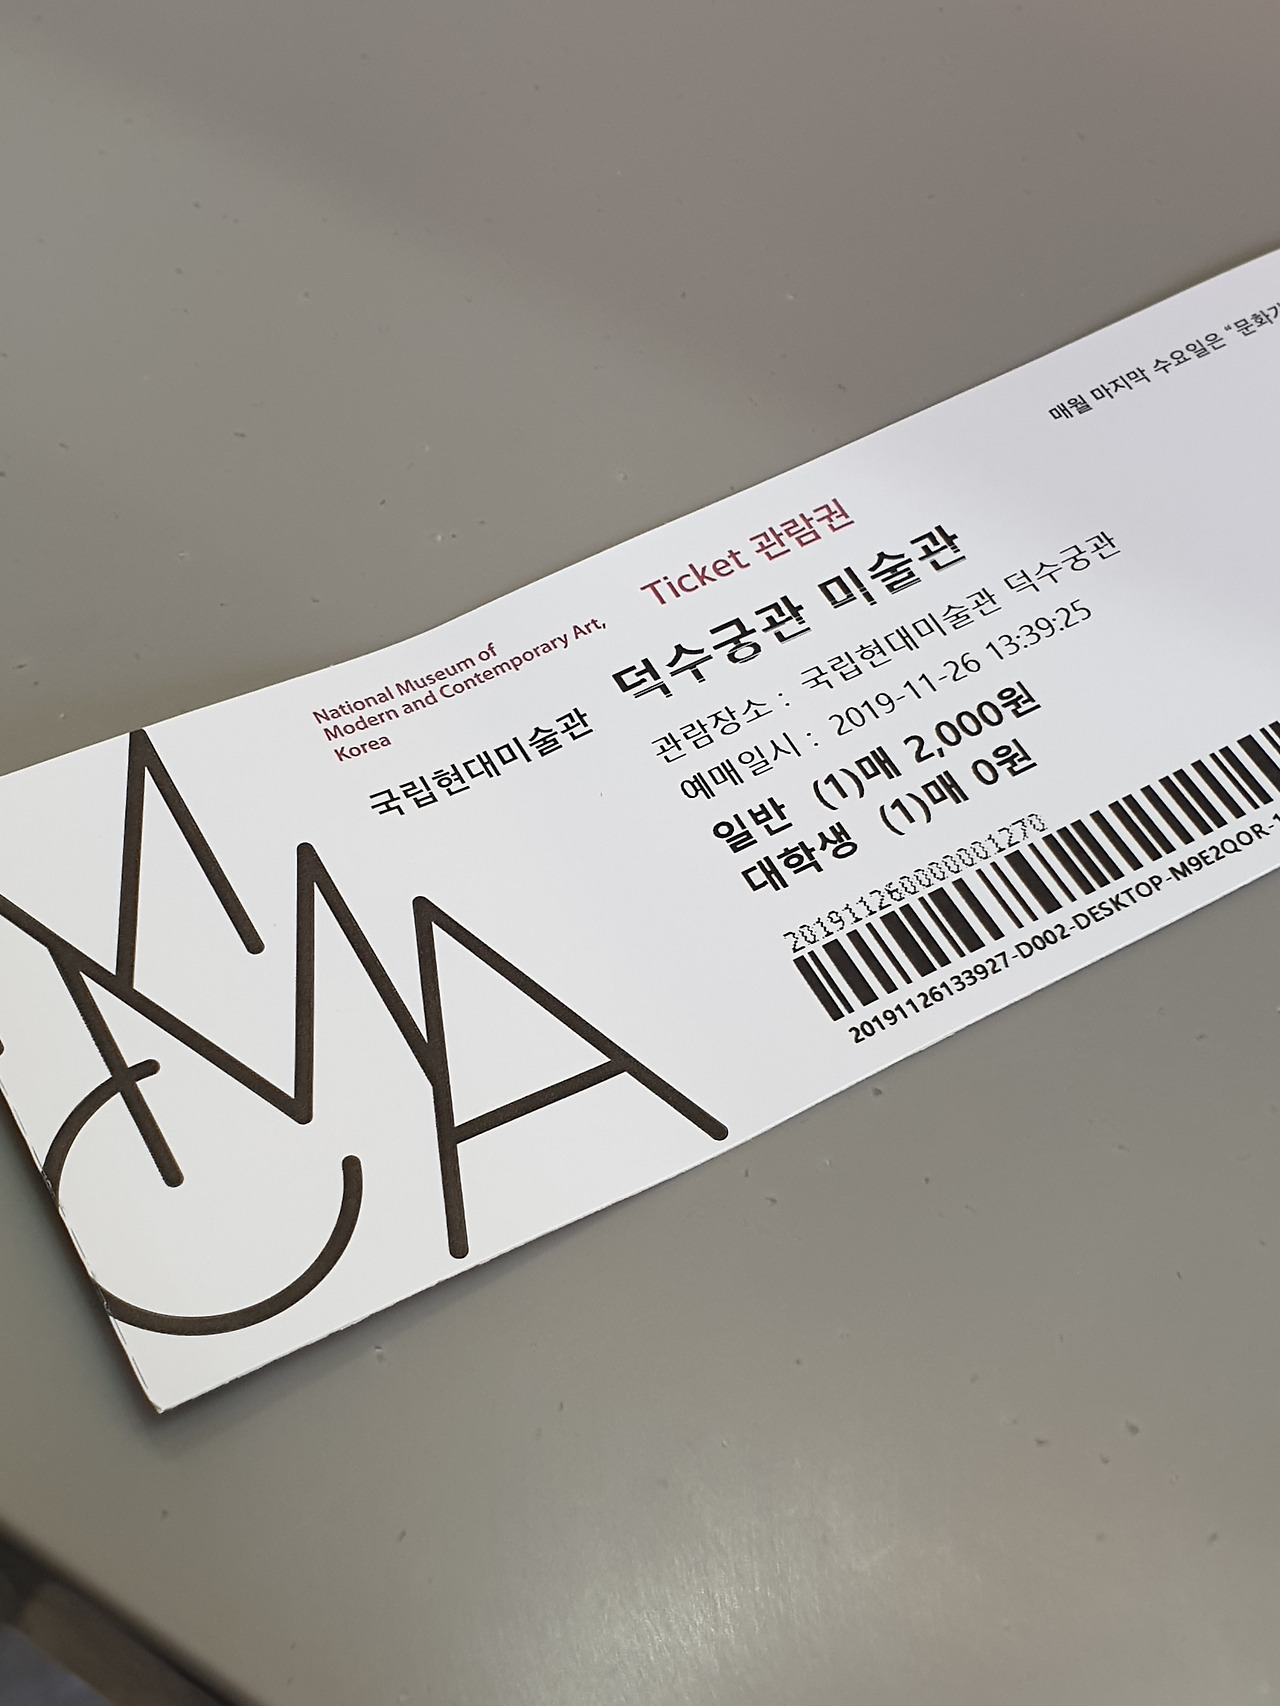 MMCA
National Museum of
Modern and Contemporary Art,
Korea
국립현대미술관
Ticket 관람권
덕수궁관 미술관
관람장소 : 국립현대미술관 덕수궁관
예매일시 : 2019-11-26 13:39:25
일반 (1)매 2,000원
대학생 (1)매 0원
201911260000001270
20191126133927-D002-DESKTOP-M9E2QOR-1
매월 마지막 수요일은 "문화가